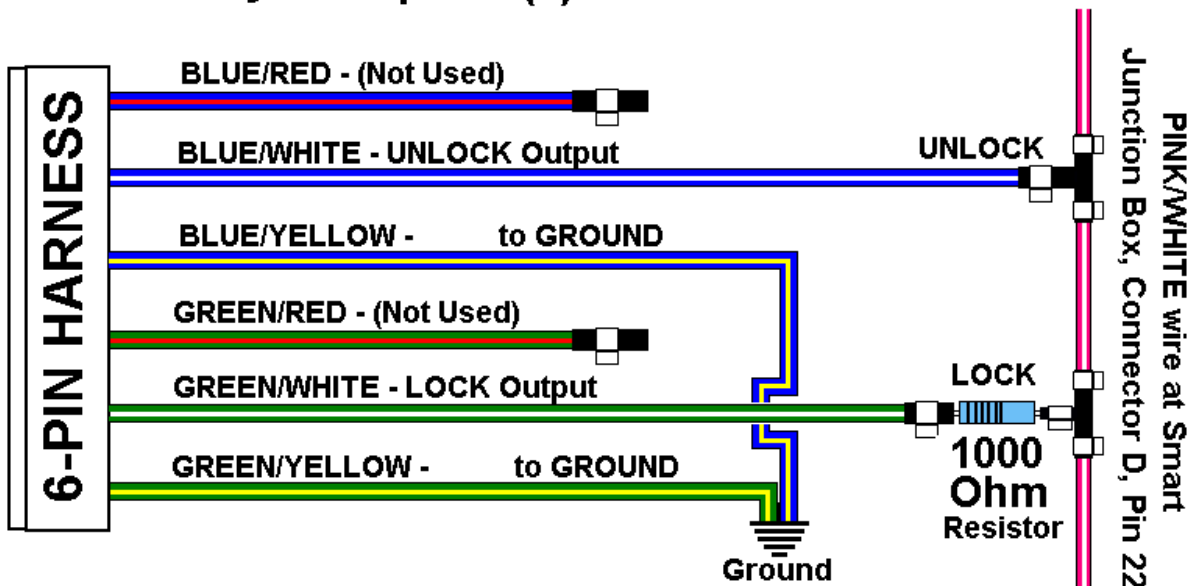 6-PIN HARNESS
BLUE/RED - (Not Used)
BLUE/WHITE - UNLOCK Output
UNLOCK
BLUE/YELLOW - to GROUND
GREEN/RED - (Not Used)
GREEN/WHITE - LOCK Output
LOCK
1000
Ohm
Resistor
GREEN/YELLOW - to GROUND
Ground
PINK/WHITE wire at Smart
Junction Box, Connector D, Pin 22